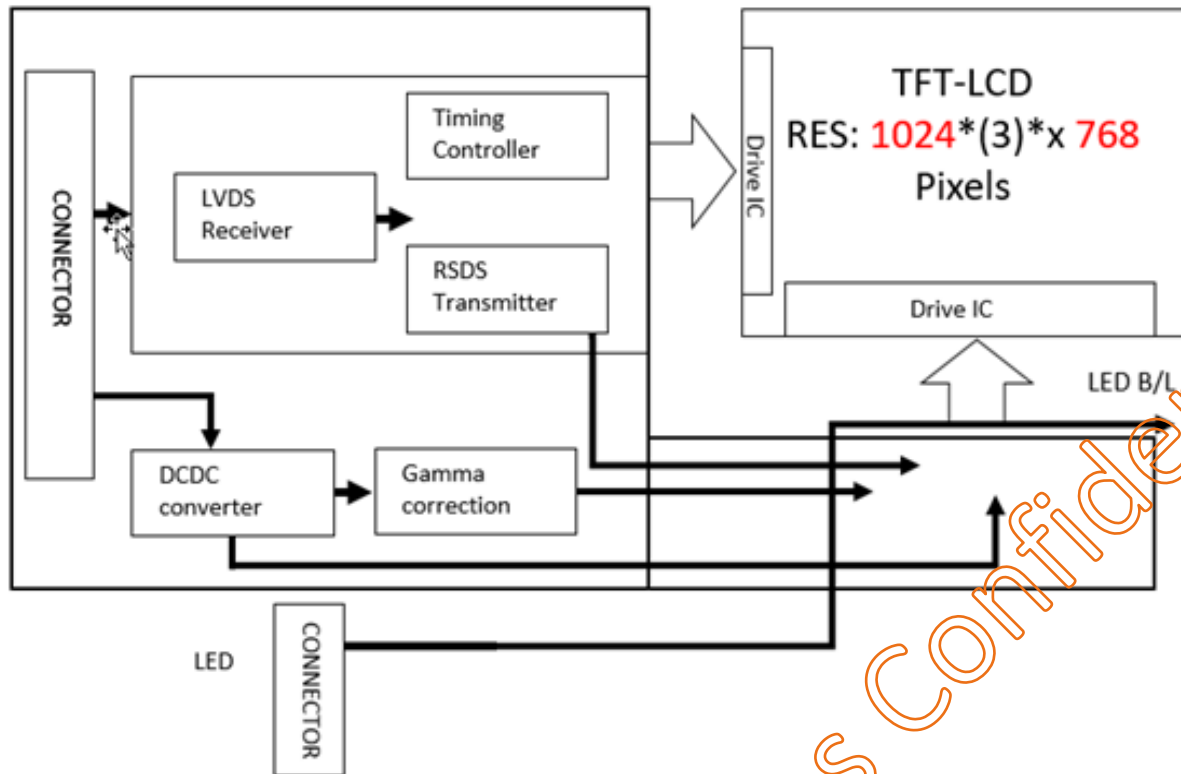 CONNECTOR
LVDS
Receiver
Timing
Controller
RSDS
Transmitter
DCDC
converter
Gamma
correction
TFT-LCD
RES: 1024*(3)*x 768
Pixels
Drive IC
Drive IC
LED B/L
LED
CONNECTOR
s Confide